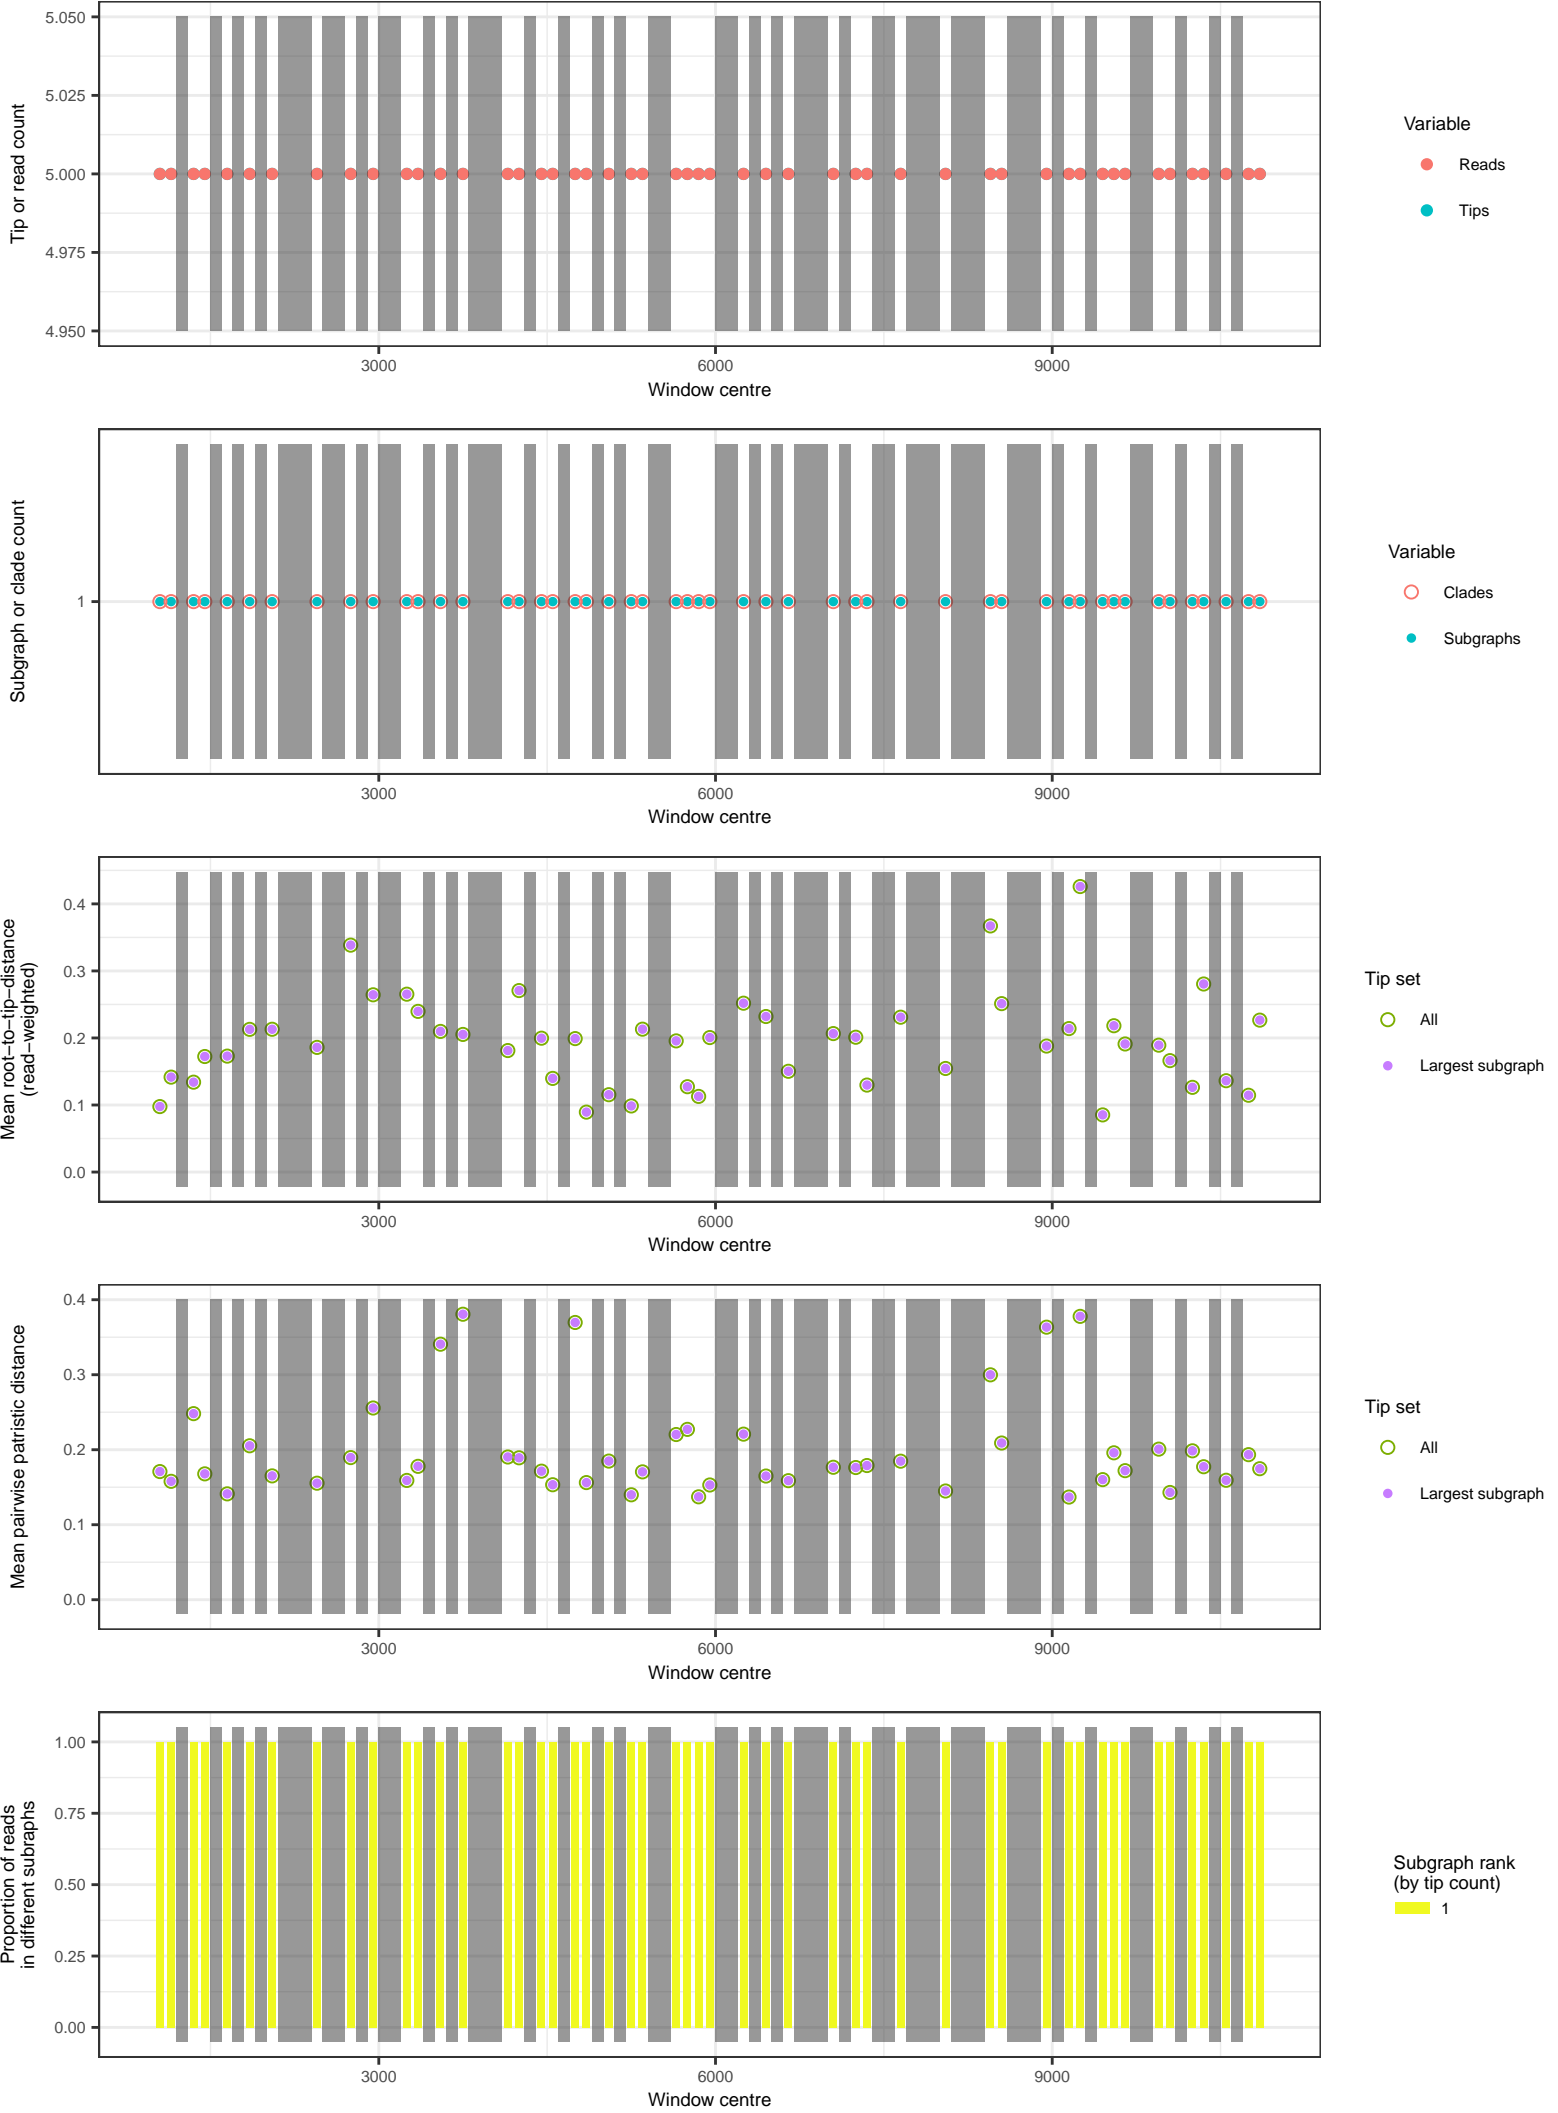 5.050
5.025
5.000
4.975
4.950
Tip or read count
3000
6000
9000
Window centre
Variable
Reads
Tips
1
Subgraph or clade count
3000
6000
9000
Window centre
Variable
Clades
Subgraphs
0.4
0.3
0.2
0.1
0.0
Mean root−to−tip−distance
(read−weighted)
3000
6000
9000
Window centre
Tip set
All
Largest subgraph
0.4
0.3
0.2
0.1
0.0
Mean pairwise patristic distance
3000
6000
9000
Window centre
Tip set
All
Largest subgraph
1.00
0.75
0.50
0.25
0.00
Proportion of reads
in different subraphs
3000
6000
9000
Window centre
Subgraph rank
(by tip count)
1